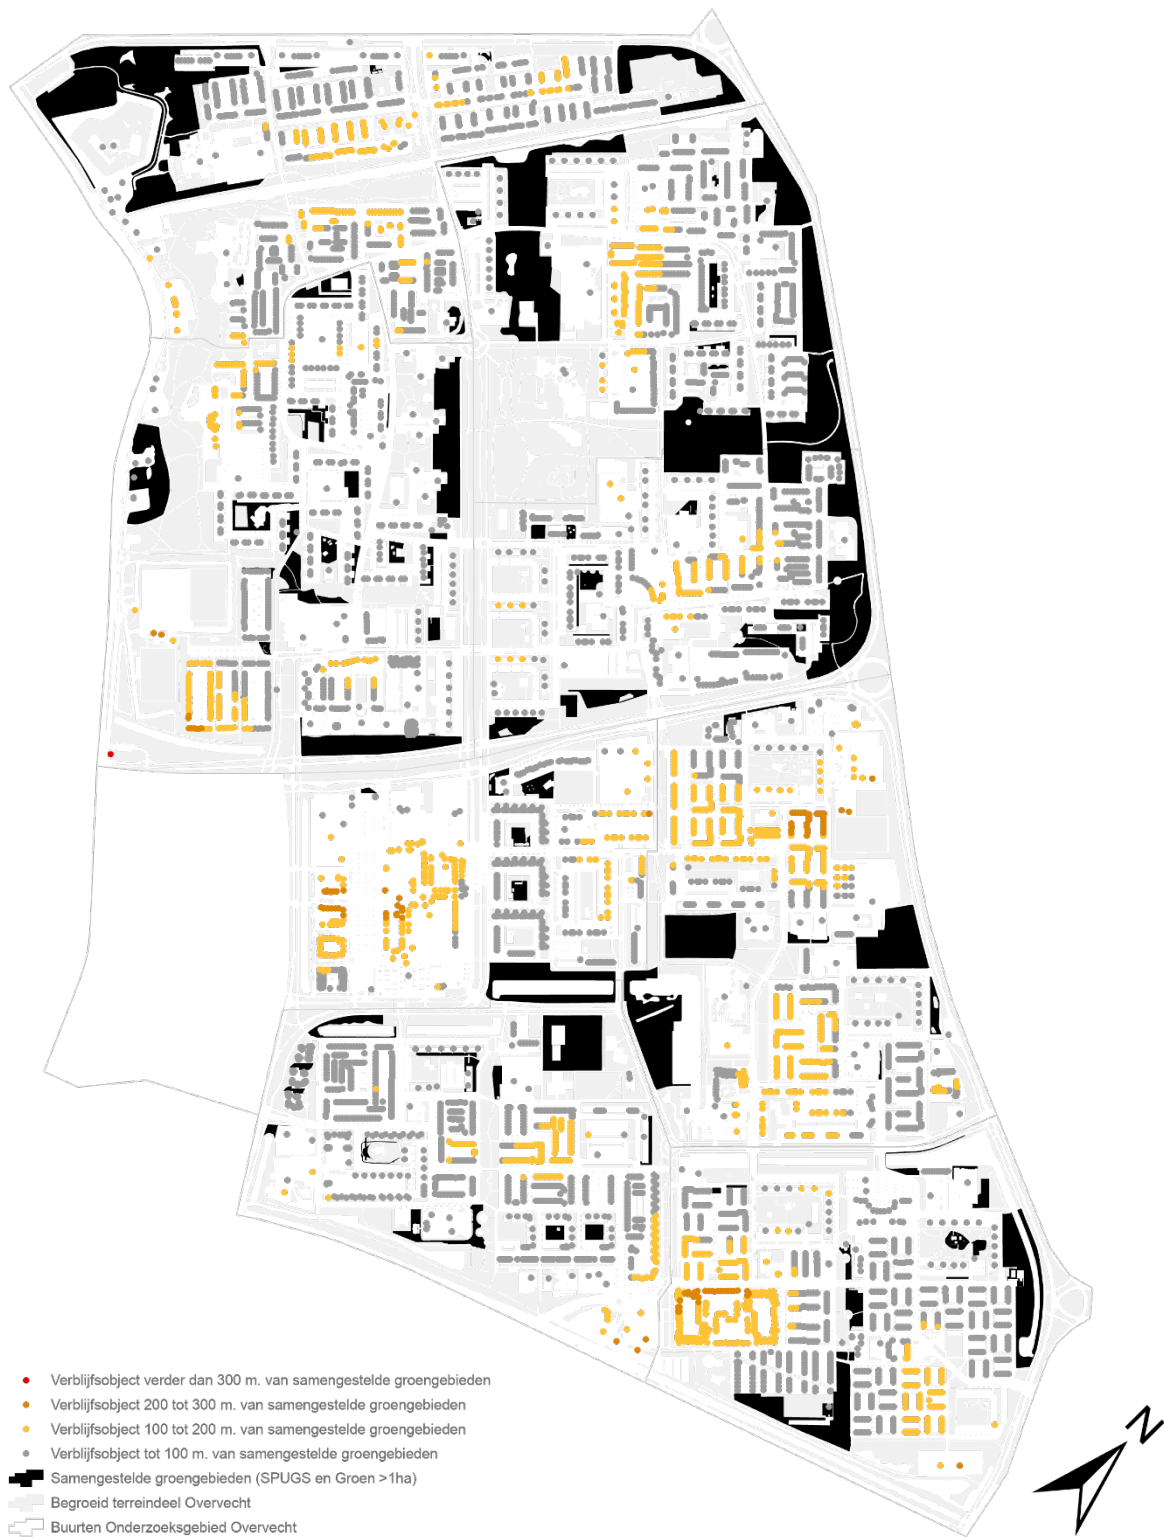 Verblijfsobject verder dan 300 m. van samengestelde groengebieden
Verblijfsobject 200 tot 300 m. van samengestelde groengebieden
Verblijfsobject 100 tot 200 m. van samengestelde groengebieden
Verblijfsobject tot 100 m. van samengestelde groengebieden
Samengestelde groengebieden (SPUGS en Groen >1ha)
Begroeid terreindeel Overvecht
Buurten Onderzoeksgebied Overvecht
N